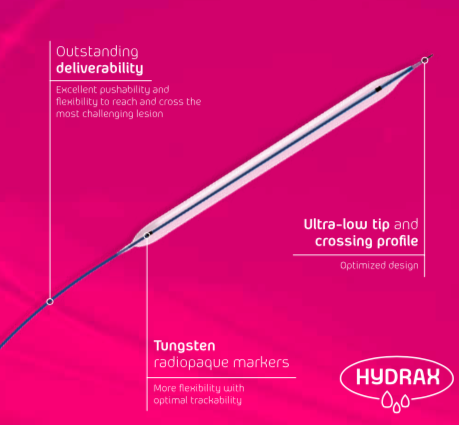 Outstanding
deliverability
Excellent pushability and
flexibility to reach and cross the
most challenging lesion
Ultra-low tip and
crossing profile
Optimized design
Tungsten
radiopaque markers
More flexibility with
optimal trackability
HYDRAX